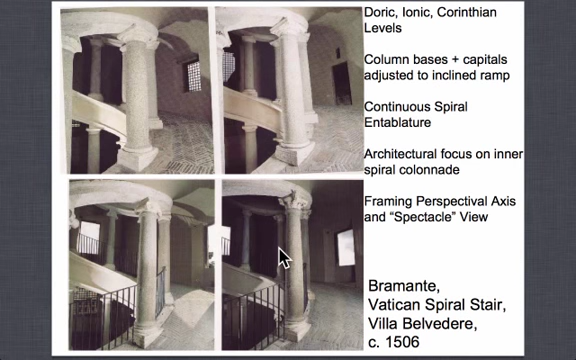 Doric, Ionic, Corinthian
Levels
Column bases + capitals
adjusted to inclined ramp
Continuous Spiral
Entablature
Architectural focus on inner
spiral colonnade
Framing Perspectival Axis
and “Spectacle” View
Bramante,
Vatican Spiral Stair,
Villa Belvedere,
c. 1506